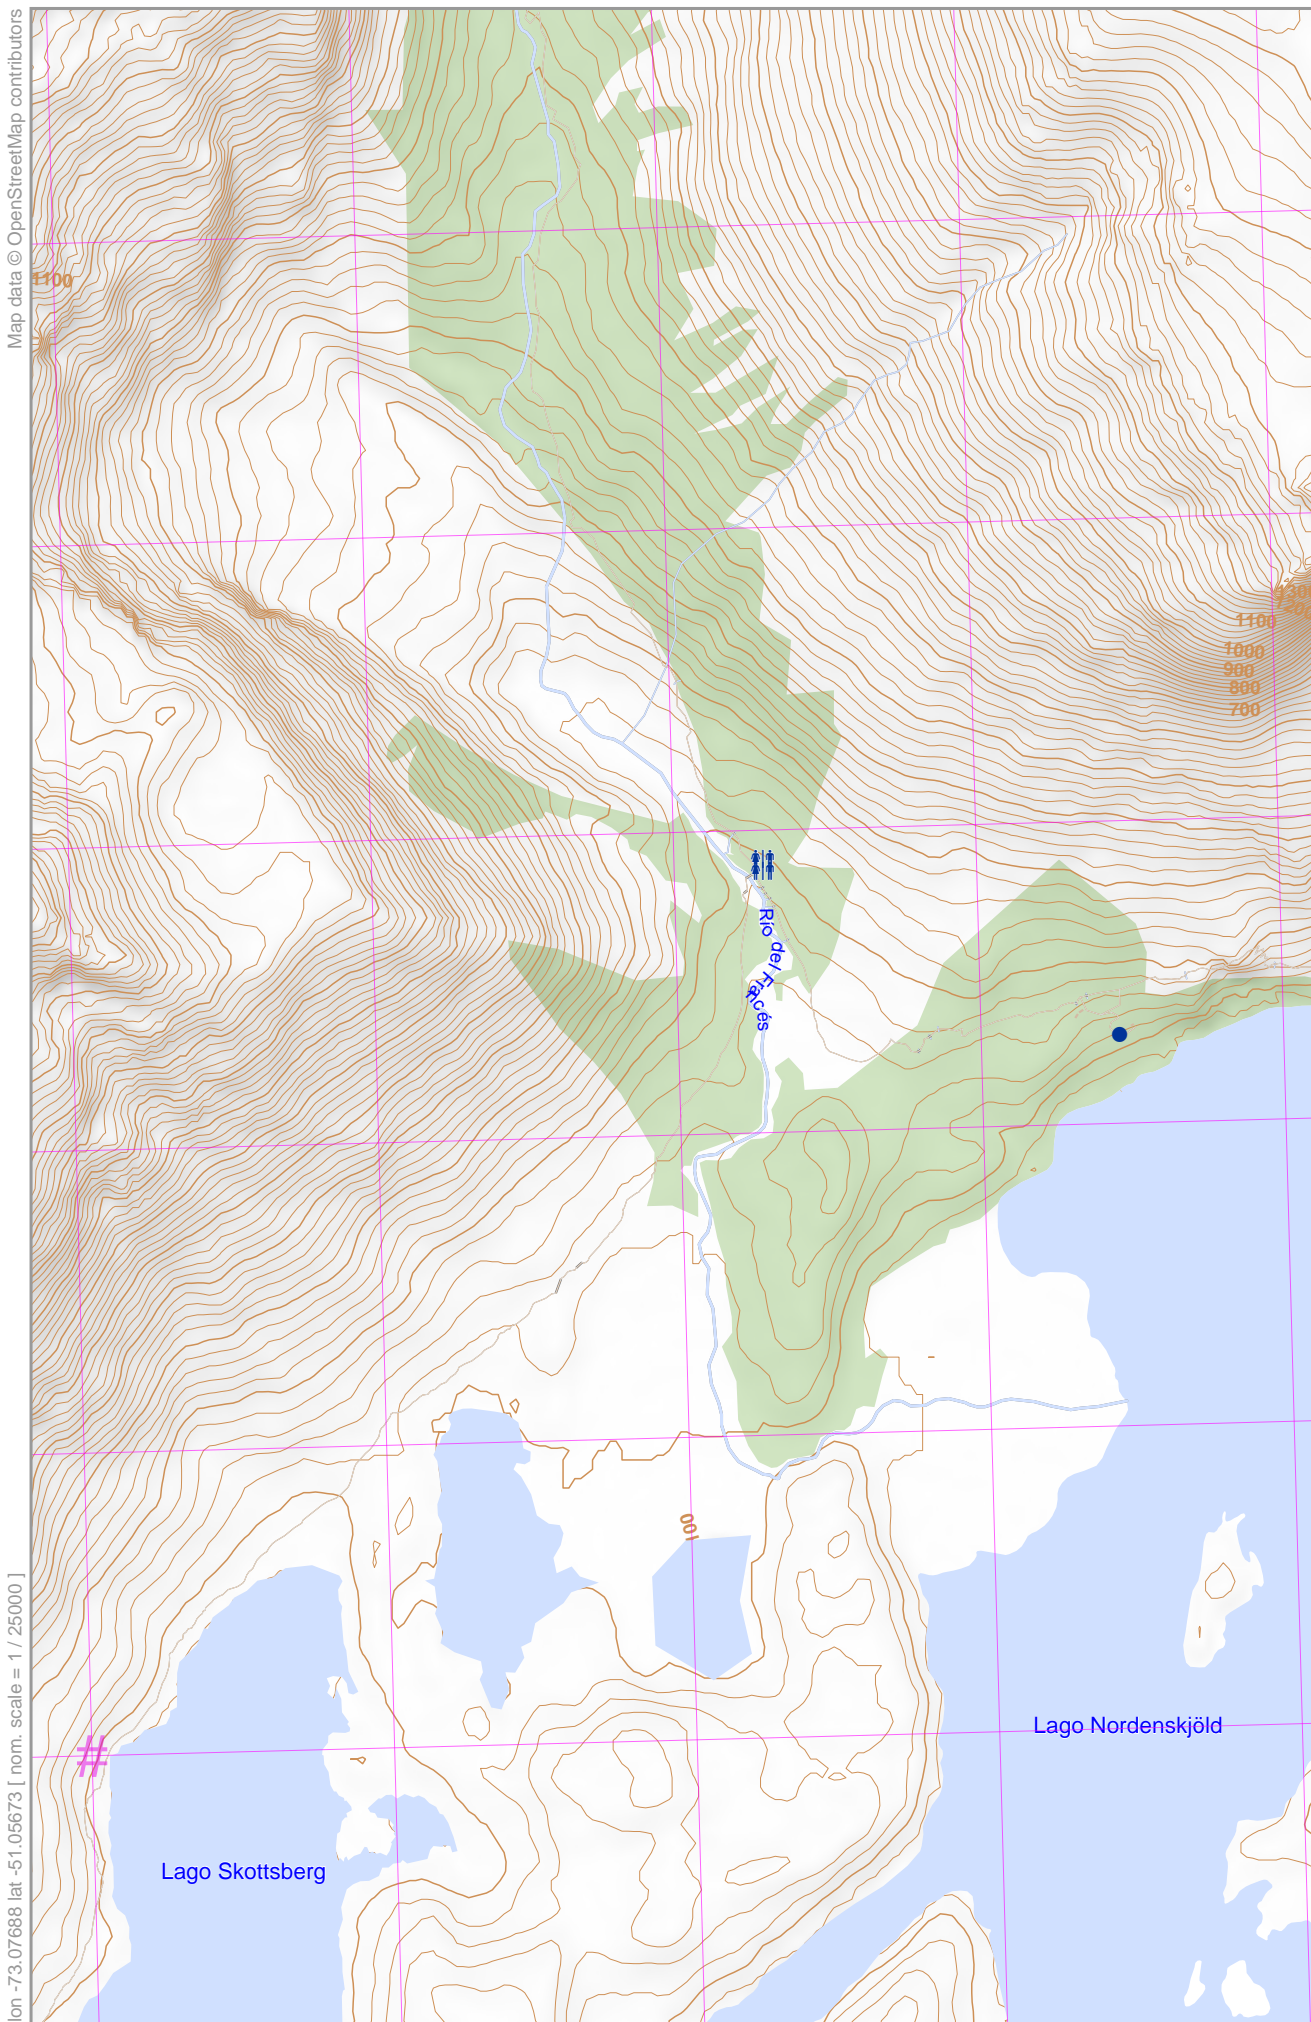 Map data © OpenStreetMap contributors
1100
1100
1000
900
800
700
Río del Francés
100
Lago Nordenskjöld
#
Lago Skottsberg
lon -73.07688 lat -51.05673 [ nom. scale = 1 / 25000 ]